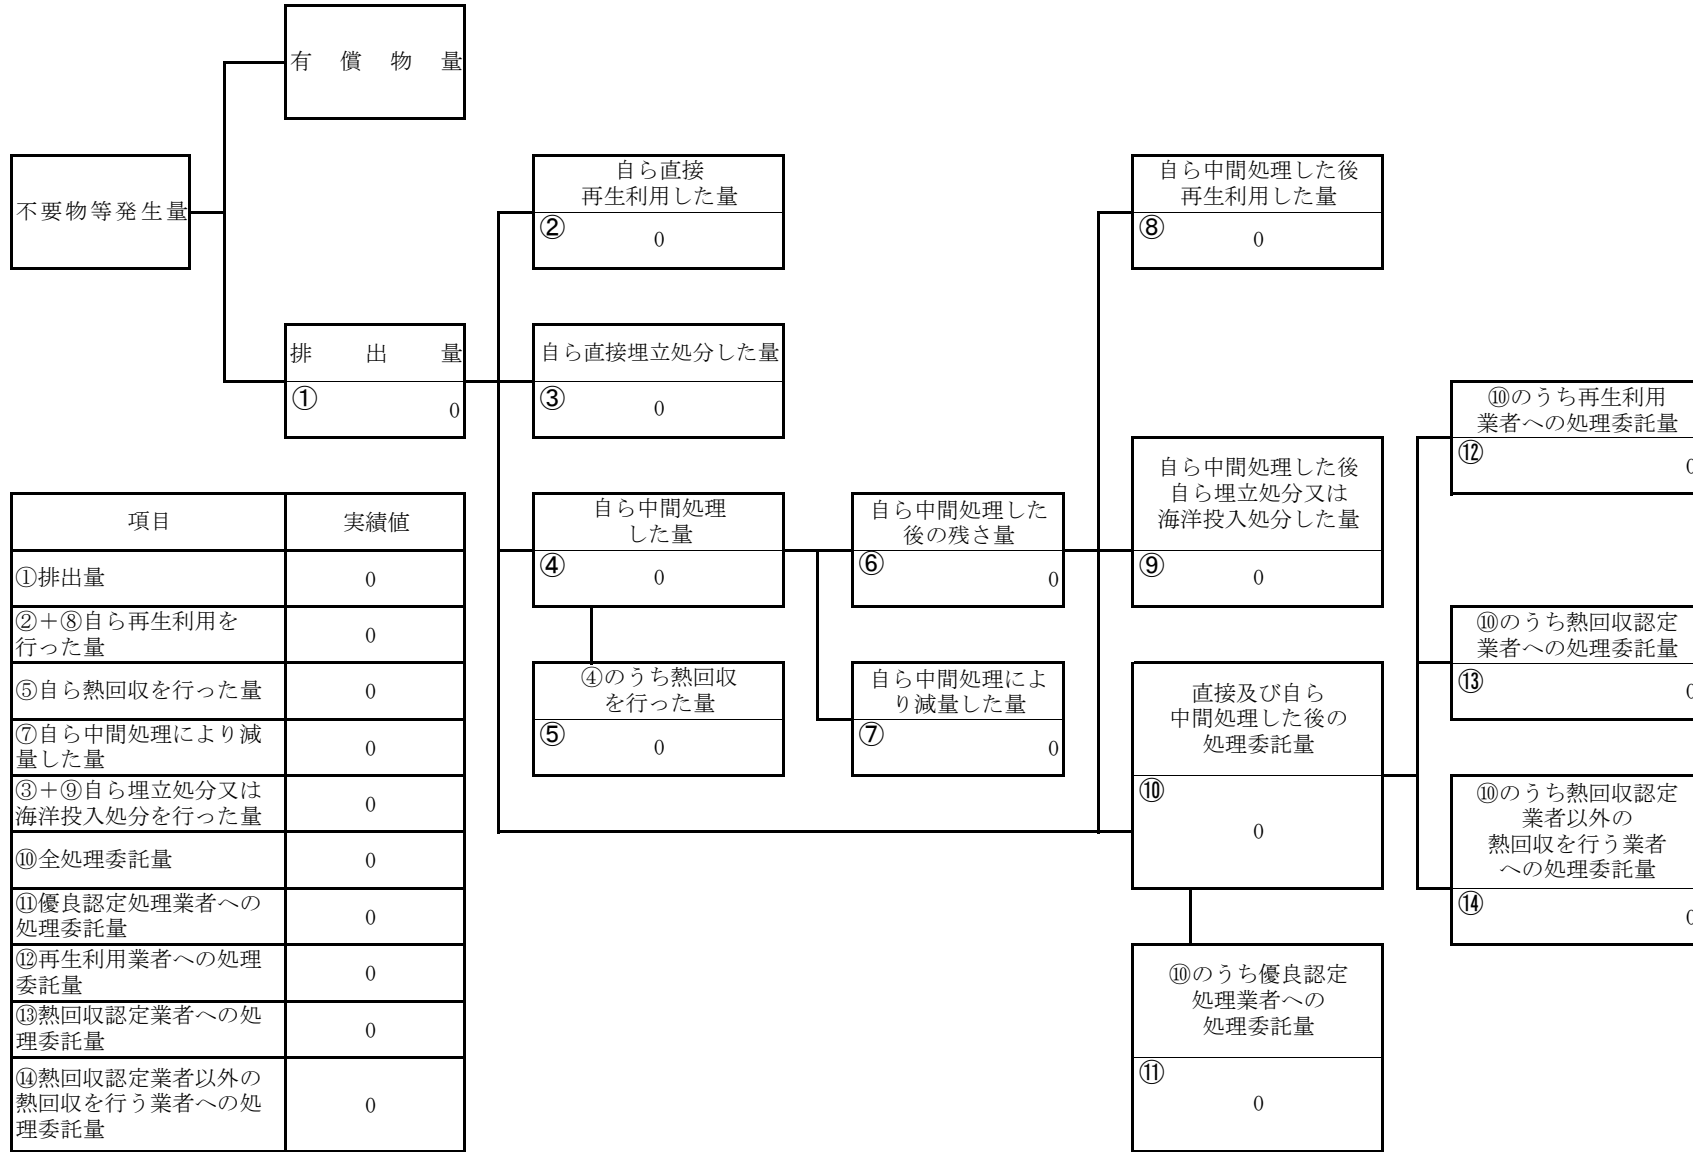 有償物量
不要物等発生量
排出量
①
0
自ら直接
再生利用した量
②
0
自ら直接埋立処分した量
③
0
自ら中間処理
した量
④
0
④のうち熱回収
を行った量
⑤
0
自ら中間処理した
後の残さ量
⑥
0
自ら中間処理によ
り減量した量
⑦
0
自ら中間処理した後
再生利用した量
⑧
0
自ら中間処理した後
自ら埋立処分又は
海洋投入処分した量
⑨
0
直接及び自ら
中間処理した後の
処理委託量
⑩
0
⑩のうち優良認定
処理業者への
処理委託量
⑪
0
⑩のうち再生利用
業者への処理委託量
⑫
0
⑩のうち熱回収認定
業者への処理委託量
⑬
0
⑩のうち熱回収認定
業者以外の
熱回収を行う業者
への処理委託量
⑭
0
項目
実績値
①排出量
0
②＋⑧自ら再生利用を
行った量
0
⑤自ら熱回収を行った量
0
⑦自ら中間処理により減
量した量
0
③＋⑨自ら埋立処分又は
海洋投入処分を行った量
0
⑩全処理委託量
0
⑪優良認定処理業者への
処理委託量
0
⑫再生利用業者への処理
委託量
0
⑬熱回収認定業者への処
理委託量
0
⑭熱回収認定業者以外の
熱回収を行う業者への処
理委託量
0